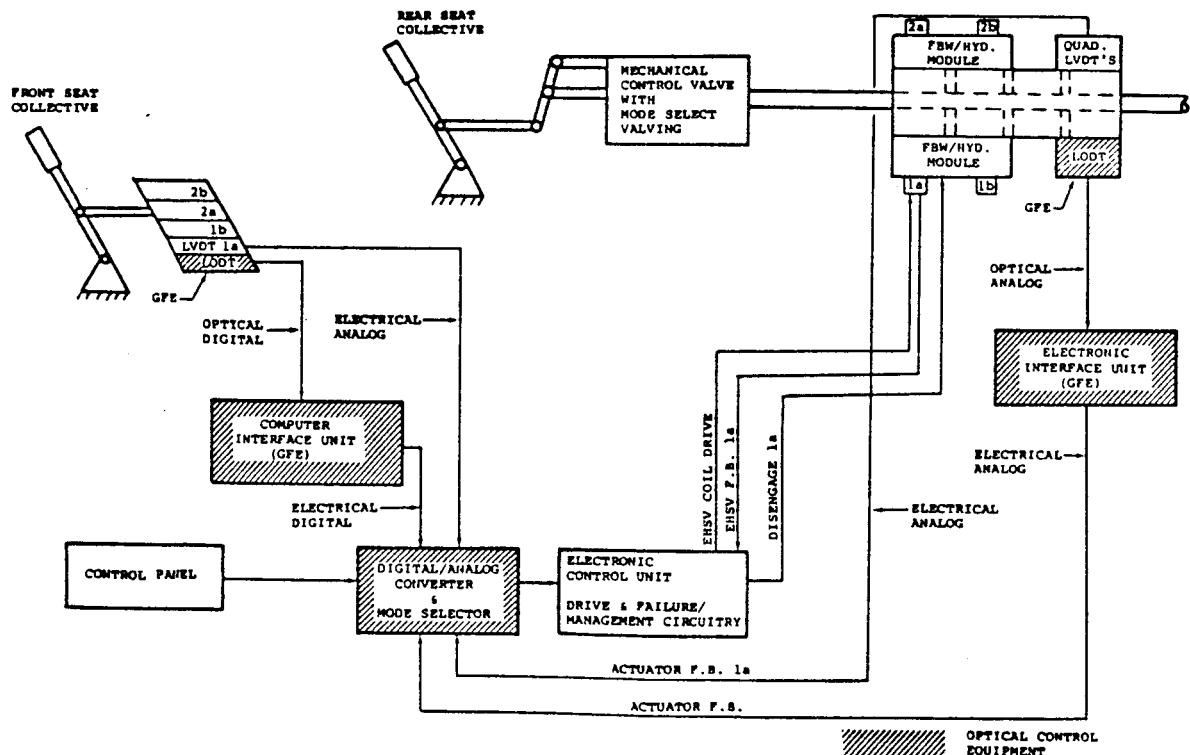 REAR SEAT
COLLECTIVE
FRONT SEAT
COLLECTIVE
MECHANICAL
CONTROL VALVE
WITH
MODE SELECT
VALVING
2a
2b
FBW/HYD.
MODULE
QUAD.
LVDT'S
FBW/HYD.
MODULE
LODT
1a
1b
GFE
2b
2a
1b
LVDT 1a
LODT
GFE
OPTICAL
DIGITAL
ELECTRICAL
ANALOG
OPTICAL
ANALOG
ELECTRONIC
INTERFACE UNIT
(GFE)
COMPUTER
INTERFACE UNIT
(GFE)
EHSV COIL DRIVE
EHSV F.B. 1a
DISENGAGE 1a
ELECTRICAL
ANALOG
ELECTRICAL
ANALOG
ELECTRICAL
DIGITAL
CONTROL PANEL
DIGITAL/ANALOG
CONVERTER
&
MODE SELECTOR
ELECTRONIC
CONTROL UNIT
DRIVE & FAILURE/
MANAGEMENT CIRCUITRY
ACTUATOR F.B. 1a
ACTUATOR F.S.
OPTICAL CONTROL
EQUIPMENT